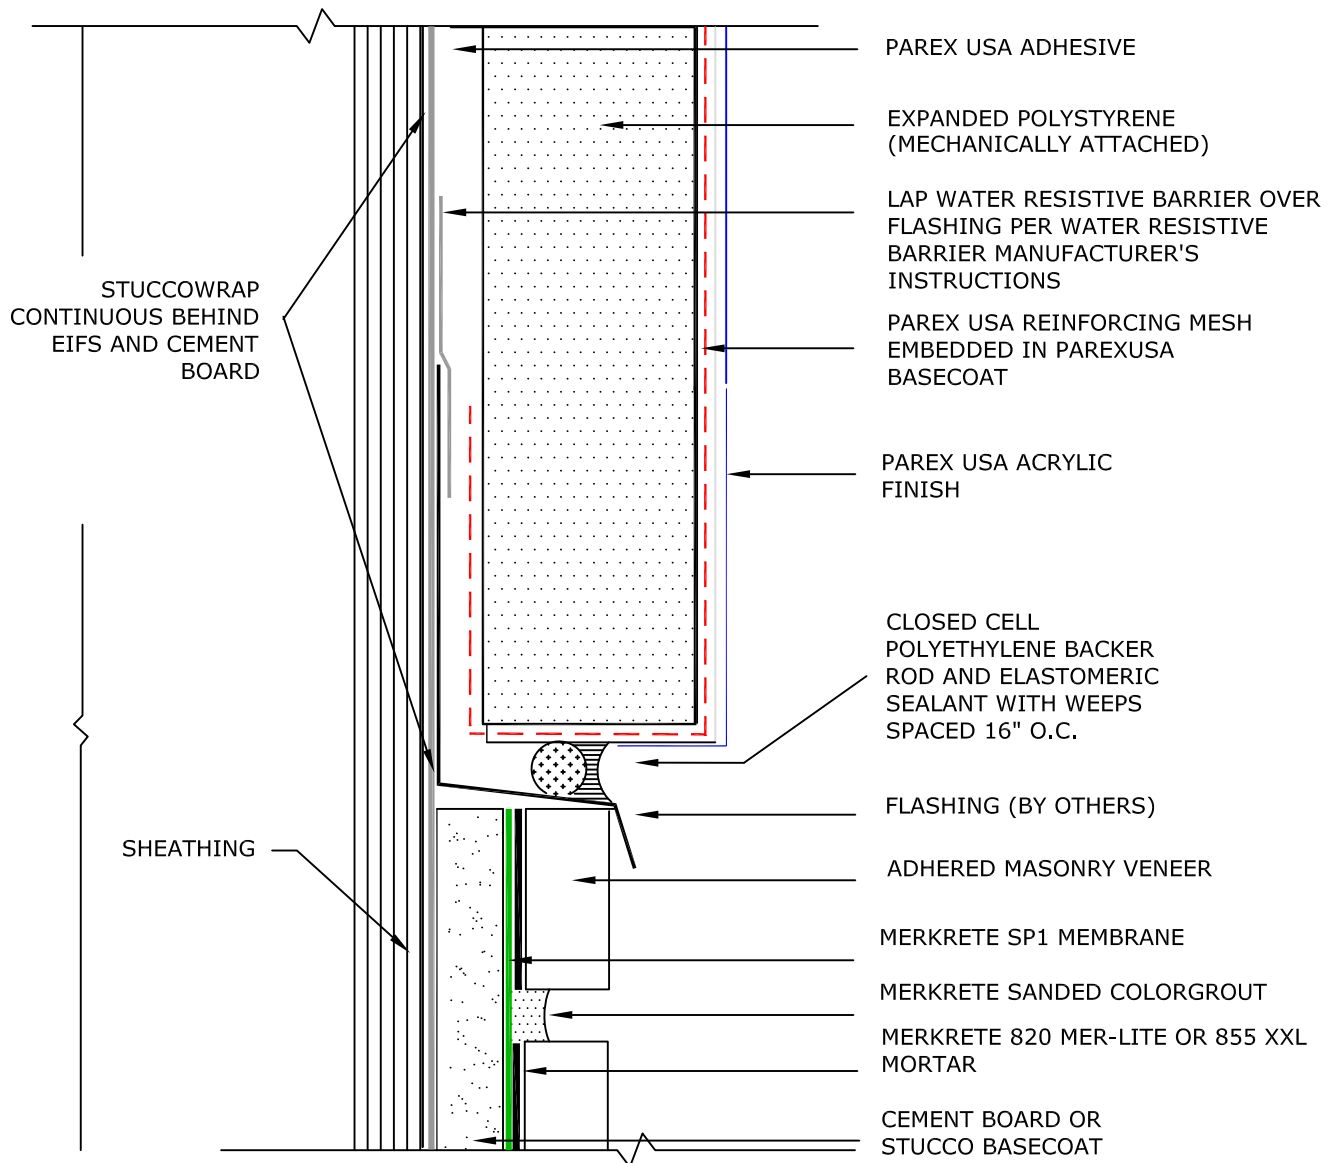 PAREX USA ADHESIVE
EXPANDED POLYSTYRENE
(MECHANICALLY ATTACHED)
LAP WATER RESISTIVE BARRIER OVER
FLASHING PER WATER RESISTIVE
BARRIER MANUFACTURER'S
INSTRUCTIONS
STUCCOWRAP
CONTINUOUS BEHIND
EIFS AND CEMENT
BOARD
PAREX USA REINFORCING MESH
EMBEDDED IN PAREXUSA
BASECOAT
PAREX USA ACRYLIC
FINISH
CLOSED CELL
POLYETHYLENE BACKER
ROD AND ELASTOMERIC
SEALANT WITH WEEPS
SPACED 16" O.C.
FLASHING (BY OTHERS)
SHEATHING
ADHERED MASONRY VENEER
MERKRETE SP1 MEMBRANE
MERKRETE SANDED COLORGROUT
MERKRETE 820 MER-LITE OR 855 XXL
MORTAR
CEMENT BOARD OR
STUCCO BASECOAT